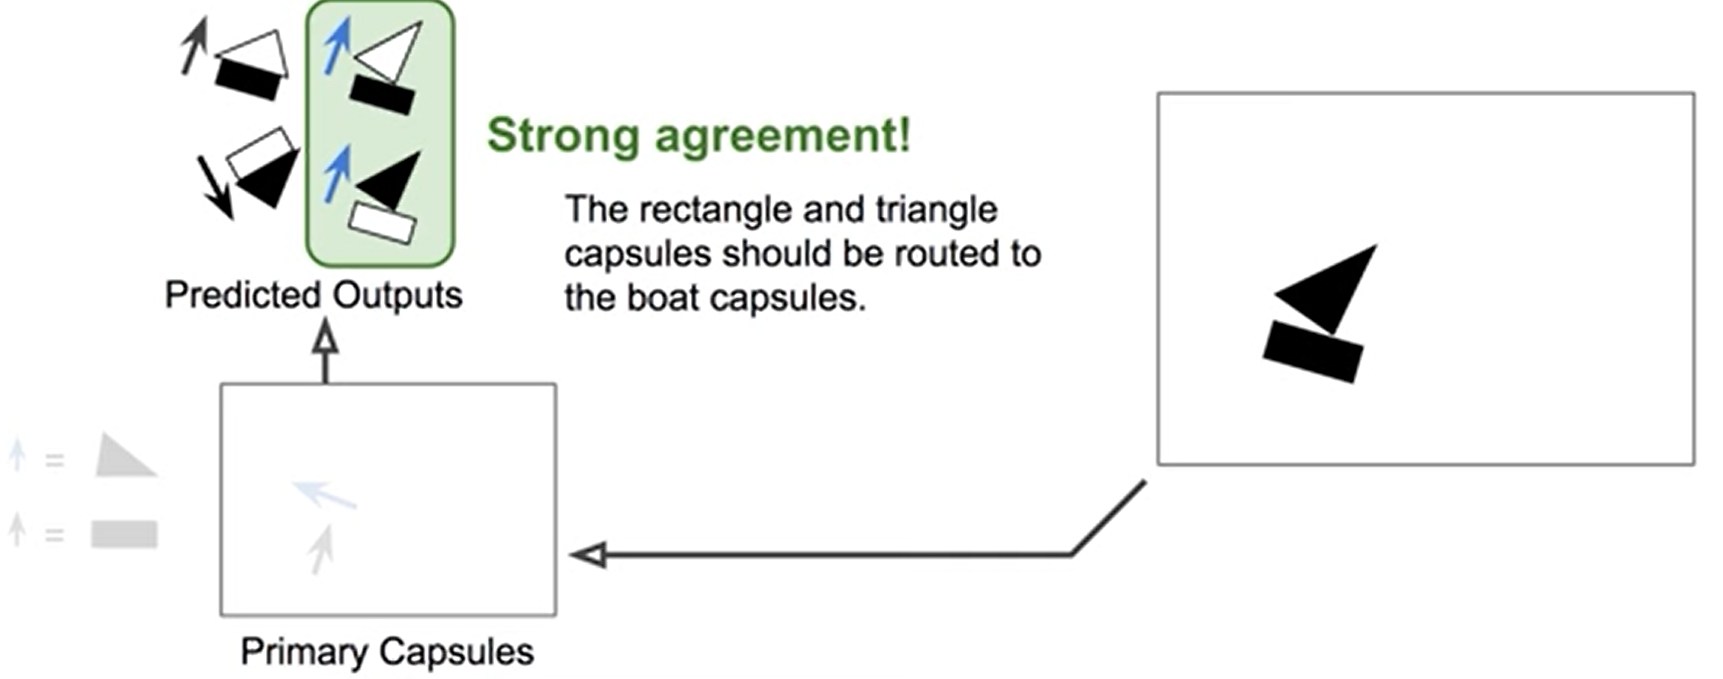 Strong agreement!
The rectangle and triangle
capsules should be routed to
the boat capsules.
Predicted Outputs
=
=
Primary Capsules